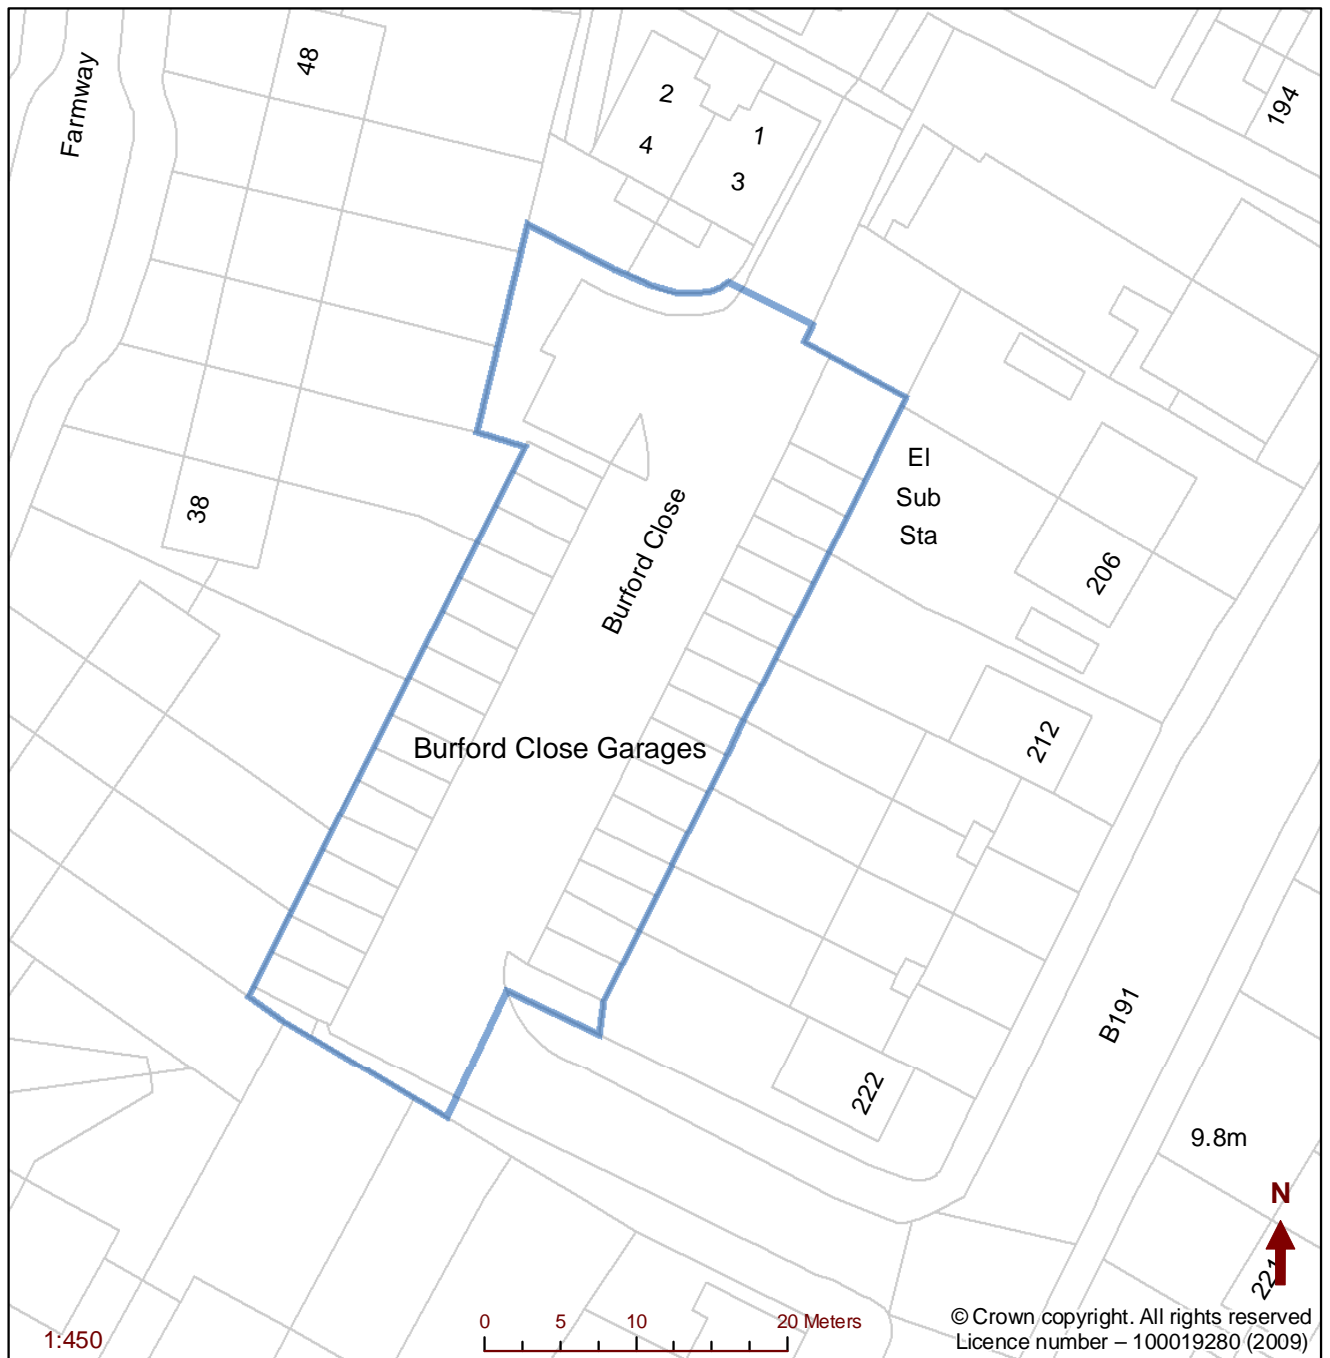 Farmway
48
2
4
1
3
194
El
Sub
Sta
38
Burford Close
206
212
Burford Close Garages
B191
222
9.8m
N
221
0 5 10 20 Meters
1:450
© Crown copyright. All rights reserved
Licence number – 100019280 (2009)